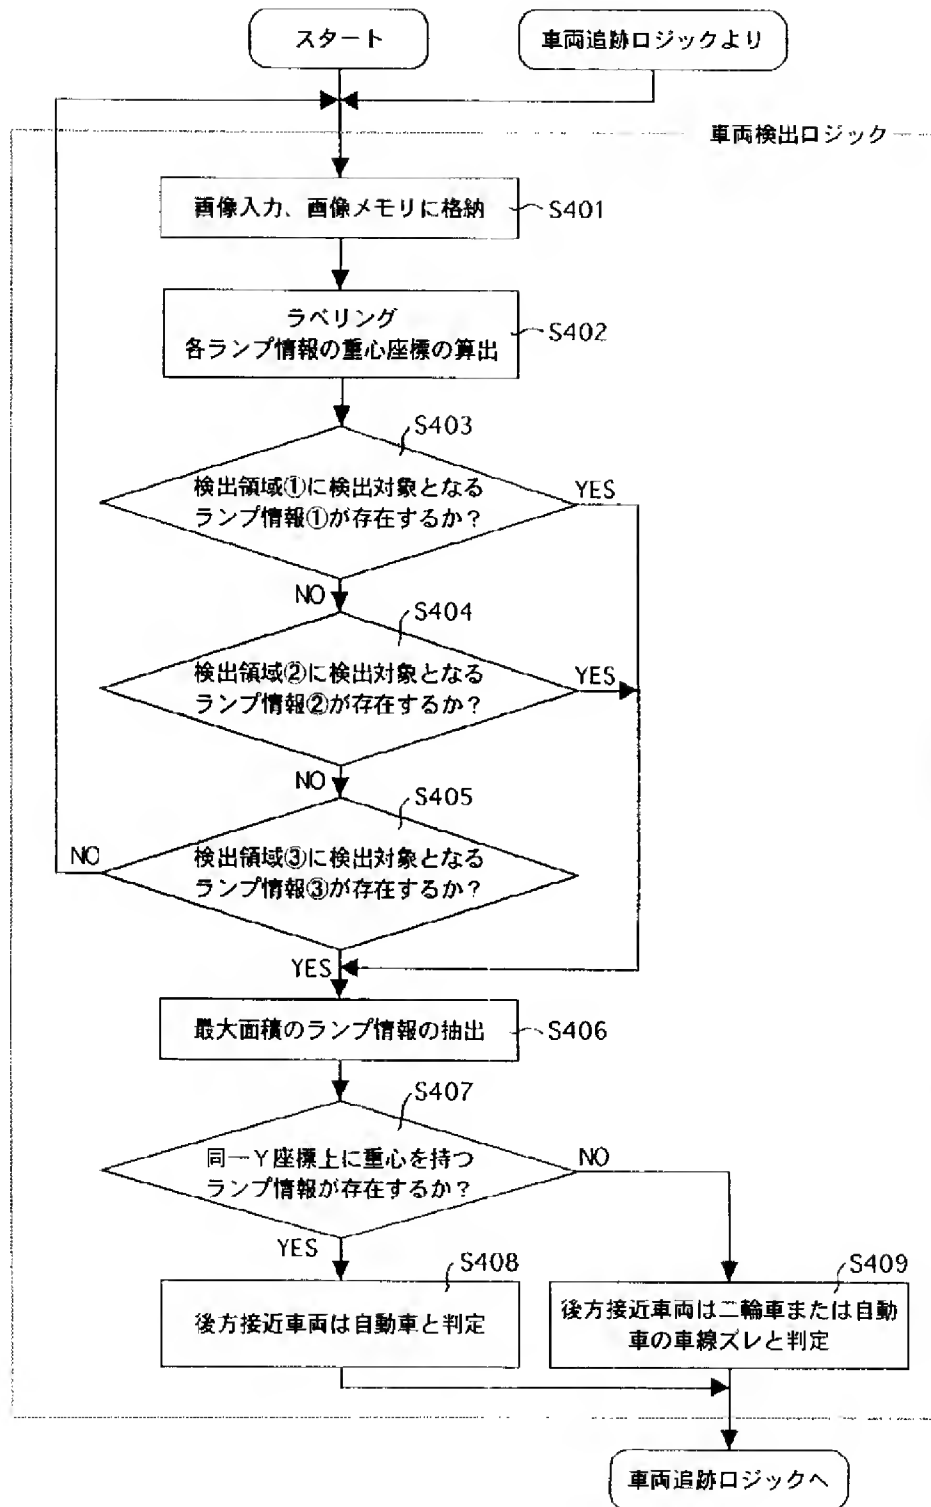 スタート
車両追跡ロジックより
車両検出ロジック
画像入力、画像メモリに格納
S401
ラベリング
各ランプ情報の重心座標の算出
S402
S403
検出領域①に検出対象となる
ランプ情報①が存在するか？
YES
NO
S404
検出領域②に検出対象となる
ランプ情報②が存在するか？
YES
NO
S405
検出領域③に検出対象となる
ランプ情報③が存在するか？
NO
YES
最大面積のランプ情報の抽出
S406
S407
同一Y座標上に重心を持つ
ランプ情報が存在するか？
NO
YES
S408
後方接近車両は自動車と判定
S409
後方接近車両は二輪車または自動
車の車線ズレと判定
車両追跡ロジックへ